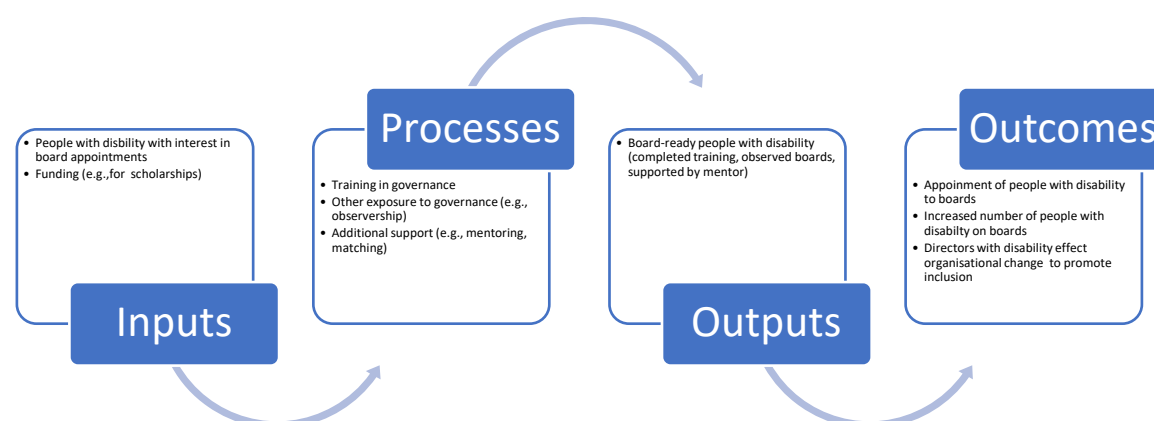 • People with disbility with interest in
board appointments
• Funding (e.g.,for scholarships)
Inputs
Processes
• Training in governance
• Other exposure to governance (e.g.,
observership)
• Additional support (e.g., mentoring,
matching)
• Board-ready people with disability
(completed training, observed boards,
supported by mentor)
Outputs
Outcomes
• Appoinment of people with disability
to boards
• Increased number of people with
disabilty on boards
• Directors with disability effect
organisational change to promote
inclusion